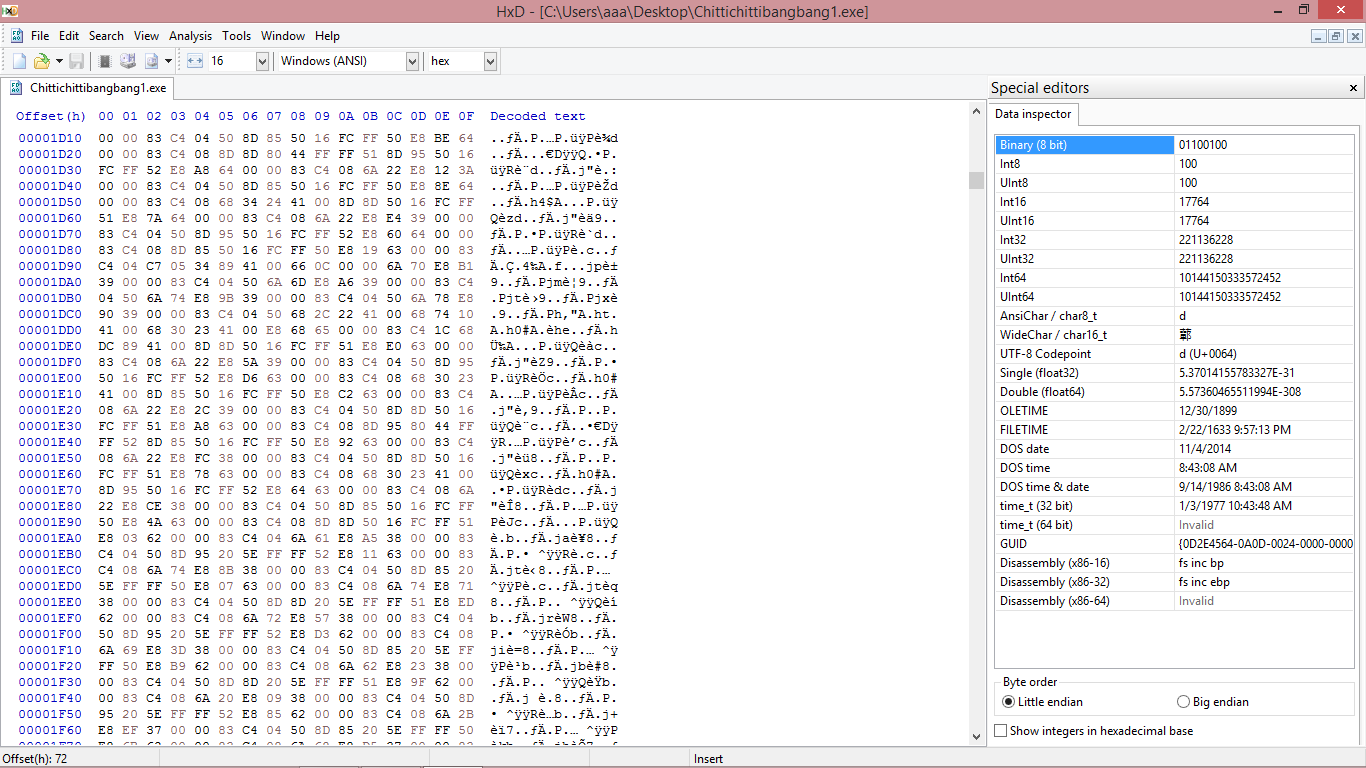 HxD - [C:\Users\aaa\Desktop\Chittichittibangbang1.exe]
File Edit Search View Analysis Tools Window Help
16 Windows (ANSI) hex
Chittichittibangbang1.exe
Offset(h) 00 01 02 03 04 05 06 07 08 09 0A 0B 0C 0D 0E 0F Decoded text
00001D10 00 00 83 C4 04 50 8D 85 50 16 FC FF 50 E8 BE 64 ..ƒÄ.P.…P.üÿPè¾d
00001D20 00 00 83 C4 08 8D 8D 80 44 FF FF 51 8D 95 50 16 ..ƒÄ...€DÿÿQ.•P.
00001D30 FC FF 52 E8 A8 64 00 00 83 C4 08 6A 22 E8 12 3A üÿRè¨d..ƒÄ.j"è.:
00001D40 00 00 83 C4 04 50 8D 85 50 16 FC FF 50 E8 8E 64 ..ƒÄ.P.…P.üÿPèŽd
00001D50 00 00 83 C4 08 68 34 24 41 00 8D 8D 50 16 FC FF ..ƒÄ.h4$A...P.üÿ
00001D60 51 E8 7A 64 00 00 83 C4 08 6A 22 E8 E4 39 00 00 Qèzd..ƒÄ.j"èä9..
00001D70 83 C4 04 50 8D 95 50 16 FC FF 52 E8 60 64 00 00 ƒÄ.P.•P.üÿRè`d..
00001D80 83 C4 08 8D 85 50 16 FC FF 50 E8 19 63 00 00 83 ƒÄ..…P.üÿPè.c..ƒ
00001D90 C4 04 C7 05 34 89 41 00 66 0C 00 00 6A 70 E8 B1 Ä.Ç.4‰A.f...jpè±
00001DA0 39 00 00 83 C4 04 50 6A 6D E8 A6 39 00 00 83 C4 9..ƒÄ.Pjmè¦9..ƒÄ
00001DB0 04 50 6A 74 E8 9B 39 00 00 83 C4 04 50 6A 78 E8 .Pjtè›9..ƒÄ.Pjxè
00001DC0 90 39 00 00 83 C4 04 50 68 2C 22 41 00 68 74 10 .9..ƒÄ.Ph,"A.ht.
00001DD0 41 00 68 30 23 41 00 E8 68 65 00 00 83 C4 1C 68 A.h0#A.èhe..ƒÄ.h
00001DE0 DC 89 41 00 8D 8D 50 16 FC FF 51 E8 E0 63 00 00 Ü‰A...P.üÿQèàc..
00001DF0 83 C4 08 6A 22 E8 5A 39 00 00 83 C4 04 50 8D 95 ƒÄ.j"èZ9..ƒÄ.P.•
00001E00 50 16 FC FF 52 E8 D6 63 00 00 83 C4 08 68 30 23 P.üÿRèÖc..ƒÄ.h0#
00001E10 41 00 8D 85 50 16 FC FF 50 E8 C2 63 00 00 83 C4 A..…P.üÿPèÂc..ƒÄ
00001E20 08 6A 22 E8 2C 39 00 00 83 C4 04 50 8D 8D 50 16 .j"è,9..ƒÄ.P..P.
00001E30 FC FF 51 E8 A8 63 00 00 83 C4 08 8D 95 80 44 FF üÿQè¨c..ƒÄ..•€Dÿ
00001E40 FF 52 8D 85 50 16 FC FF 50 E8 92 63 00 00 83 C4 ÿR.…P.üÿPè’c..ƒÄ
00001E50 08 6A 22 E8 FC 38 00 00 83 C4 04 50 8D 8D 50 16 .j"èü8..ƒÄ.P..P.
00001E60 FC FF 51 E8 78 63 00 00 83 C4 08 68 30 23 41 00 üÿQèxc..ƒÄ.h0#A.
00001E70 8D 95 50 16 FC FF 52 E8 64 63 00 00 83 C4 08 6A .•P.üÿRèdc..ƒÄ.j
00001E80 22 E8 CE 38 00 00 83 C4 04 50 8D 85 50 16 FC FF "èÎ8..ƒÄ.P.…P.üÿ
00001E90 50 E8 4A 63 00 00 83 C4 08 8D 8D 50 16 FC FF 51 PèJc..ƒÄ...P.üÿQ
00001EA0 E8 03 62 00 00 83 C4 04 6A 61 E8 A5 38 00 00 83 è.b..ƒÄ.jaè¥8..ƒ
00001EB0 C4 04 50 8D 95 20 5E FF FF 52 E8 11 63 00 00 83 Ä.P.• ^ÿÿRè.c..ƒ
00001EC0 C4 08 6A 74 E8 8B 38 00 00 83 C4 04 50 8D 85 20 Ä.jtè‹8..ƒÄ.P.…
00001ED0 5E FF FF 50 E8 07 63 00 00 83 C4 08 6A 74 E8 71 ^ÿÿPè.c..ƒÄ.jtèq
00001EE0 38 00 00 83 C4 04 50 8D 8D 20 5E FF FF 51 E8 ED 8..ƒÄ.P.. ^ÿÿQèí
00001EF0 62 00 00 83 C4 08 6A 72 E8 57 38 00 00 83 C4 04 b..ƒÄ.jrèW8..ƒÄ.
00001F00 50 8D 95 20 5E FF FF 52 E8 D3 62 00 00 83 C4 08 P.• ^ÿÿRèÓb..ƒÄ.
00001F10 6A 69 E8 3D 38 00 00 83 C4 04 50 8D 85 20 5E FF jiè=8..ƒÄ.P.… ^ÿ
00001F20 FF 50 E8 B9 62 00 00 83 C4 08 6A 62 E8 23 38 00 ÿPè¹b..ƒÄ.jbè#8.
00001F30 00 83 C4 04 50 8D 8D 20 5E FF FF 51 E8 9F 62 00 .ƒÄ.P.. ^ÿÿQèŸb.
00001F40 00 83 C4 08 6A 20 E8 09 38 00 00 83 C4 04 50 8D .ƒÄ.j è.8..ƒÄ.P.
00001F50 95 20 5E FF FF 52 E8 85 62 00 00 83 C4 08 6A 2B • ^ÿÿRè…b..ƒÄ.j+
00001F60 E8 EF 37 00 00 83 C4 04 50 8D 85 20 5E FF FF 50 èï7..ƒÄ.P.… ^ÿÿP
Special editors
Data inspector
Binary (8 bit) 01100100
Int8 100
UInt8 100
Int16 17764
UInt16 17764
Int32 221136228
UInt32 221136228
Int64 10144150333572452
UInt64 10144150333572452
AnsiChar / char8_t d
WideChar / char16_t
UTF-8 Codepoint d (U+0064)
Single (float32) 5.37014155783327E-31
Double (float64) 5.57360465511994E-308
OLETIME 12/30/1899
FILETIME 2/22/1633 9:57:13 PM
DOS date 11/4/2014
DOS time 8:43:08 AM
DOS time & date 9/14/1986 8:43:08 AM
time_t (32 bit) 1/3/1977 10:43:48 AM
time_t (64 bit) Invalid
GUID {0D2E4564-0A0D-0024-0000-0000
Disassembly (x86-16) fs inc bp
Disassembly (x86-32) fs inc ebp
Disassembly (x86-64) Invalid
Byte order
Little endian Big endian
Show integers in hexadecimal base
Offset(h): 72 Insert